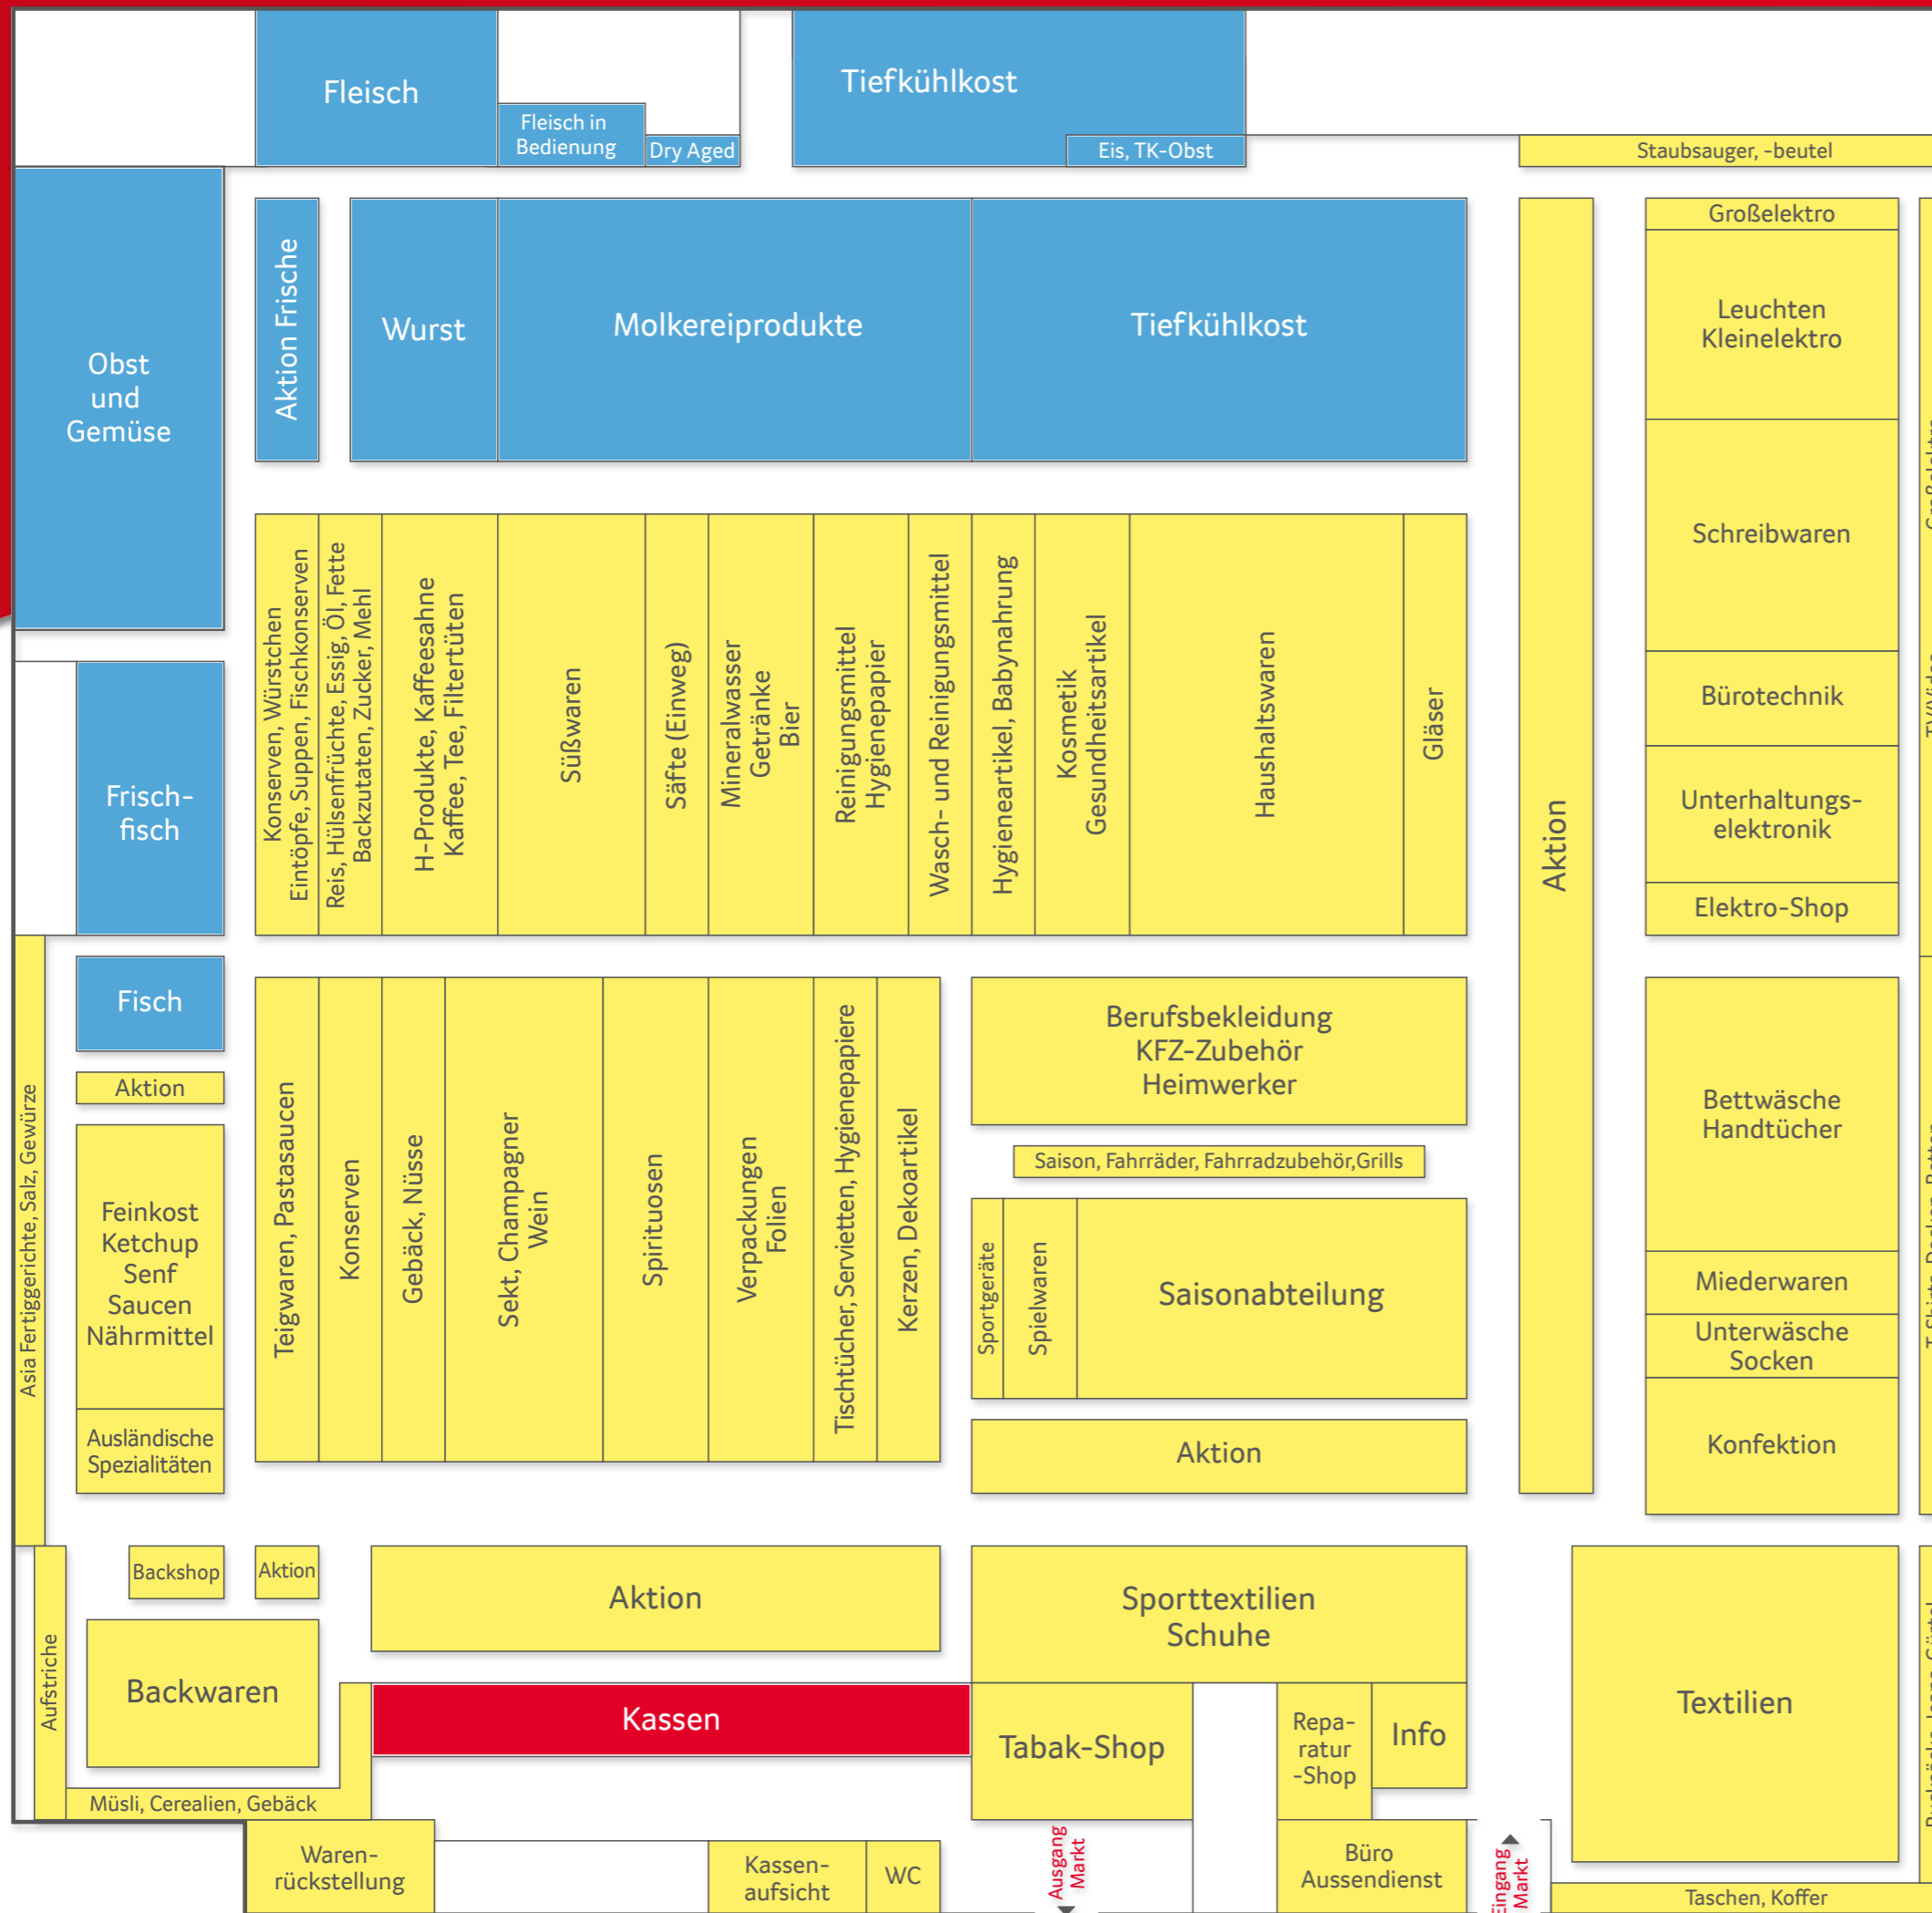 Fleisch
Fleisch in
Bedienung
Dry Aged
Tiefkühlkost
Eis, TK-Obst
Staubsauger, -beutel
Obst
und
Gemüse
Aktion Frische
Wurst
Molkereiprodukte
Tiefkühlkost
Großelektro
Leuchten
Kleinelektro
Schreibwaren
Bürotechnik
Unterhaltungs-
elektronik
Elektro-Shop
Frisch-
fisch
Konserven, Würstchen
Eintöpfe, Suppen, Fischkonserven
Reis, Hülsenfrüchte, Essig, Öl, Fette
Backzutaten, Zucker, Mehl
H-Produkte, Kaffeesahne
Kaffee, Tee, Filtertüten
Süßwaren
Säfte (Einweg)
Mineralwasser
Getränke
Bier
Reinigungsmittel
Hygienepapier
Wasch- und Reinigungsmittel
Hygieneartikel, Babynahrung
Kosmetik
Gesundheitsartikel
Haushaltswaren
Gläser
Aktion
Fisch
Aktion
Asia Fertiggerichte, Salz, Gewürze
Feinkost
Ketchup
Senf
Saucen
Nährmittel
Ausländische
Spezialitäten
Teigwaren, Pastasaucen
Konserven
Gebäck, Nüsse
Sekt, Champagner
Wein
Spirituosen
Verpackungen
Folien
Tischtücher, Servietten, Hygienepapiere
Kerzen, Dekoartikel
Berufsbekleidung
KFZ-Zubehör
Heimwerker
Saison, Fahrräder, Fahrradzubehör,Grills
Sportgeräte
Spielwaren
Saisonabteilung
Aktion
Bettwäsche
Handtücher
Miederwaren
Unterwäsche
Socken
Konfektion
Backshop
Aktion
Aktion
Sporttextilien
Schuhe
Aufstriche
Backwaren
Müsli, Cerealien, Gebäck
Kassen
Tabak-Shop
Repa-
ratur
-Shop
Info
Textilien
Waren-
rückstellung
Kassen-
aufsicht
WC
Ausgang
Markt
Büro
Aussendienst
Eingang
Markt
Taschen, Koffer